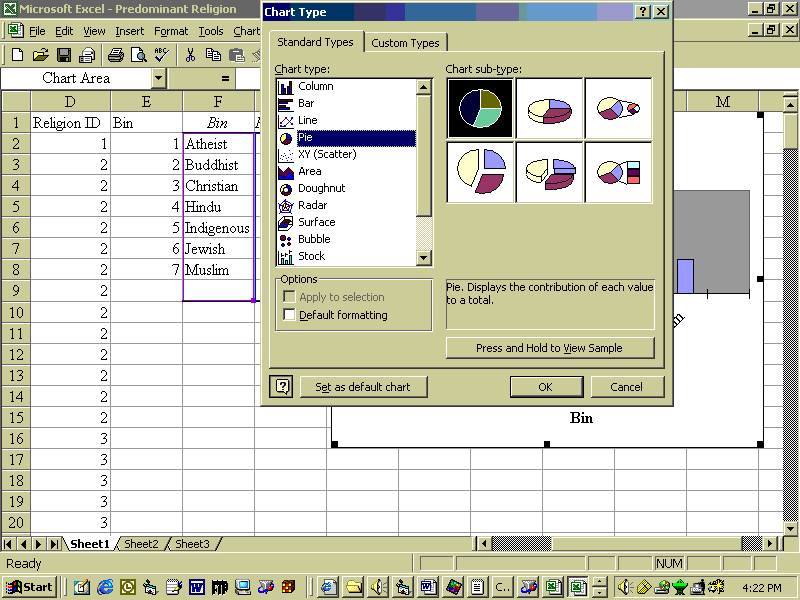 Microsoft Excel - Predominant Religion
Chart Type
File Edit View Insert Format Tools Chart
Standard Types Custom Types
Chart Area =
Chart type: Chart sub-type:
Column
Bar
Line
Pie
XY (Scatter)
Area
Doughnut
Radar
Surface
Bubble
Stock
D E F M
1 Religion ID Bin Bin
2 1 1 Atheist
3 2 2 Buddhist
4 2 3 Christian
5 2 4 Hindu
6 2 5 Indigenous
7 2 6 Jewish
8 2 7 Muslim
9 2
10 2
11 2
12 2
13 2
14 2
15 2
16 3
17 3
18 3
19 3
20 3
Options
Apply to selection
Default formatting
Pie. Displays the contribution of each value
to a total.
Press and Hold to View Sample
Set as default chart OK Cancel
Bin
Sheet1 Sheet2 Sheet3
Ready NUM
Start 4:22 PM